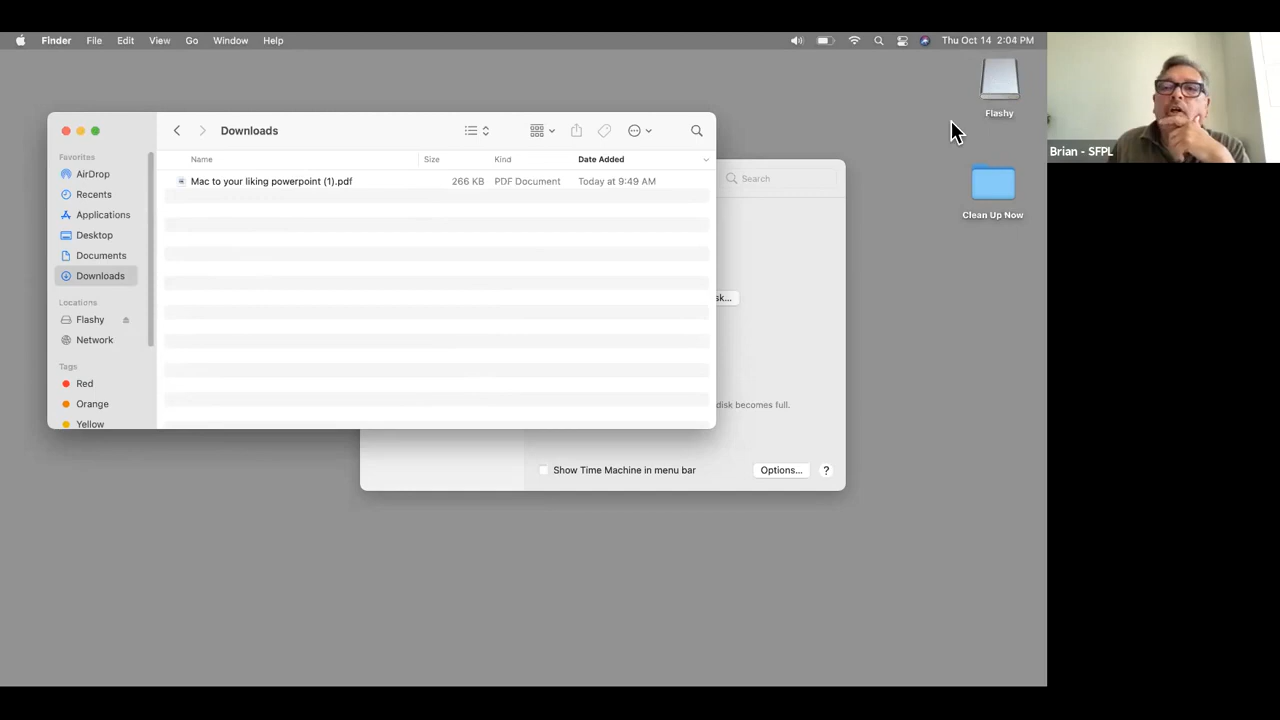 Finder File Edit View Go Window Help Thu Oct 14 2:04 PM
Flashy
Clean Up Now
Downloads
Favorites
AirDrop
Recents
Applications
Desktop
Documents
Downloads
Locations
Flashy
Network
Tags
Red
Orange
Yellow
Name Size Kind Date Added
Mac to your liking powerpoint (1).pdf 266 KB PDF Document Today at 9:49 AM
Search
sk...
disk becomes full.
Show Time Machine in menu bar Options... ?
Brian - SFPL